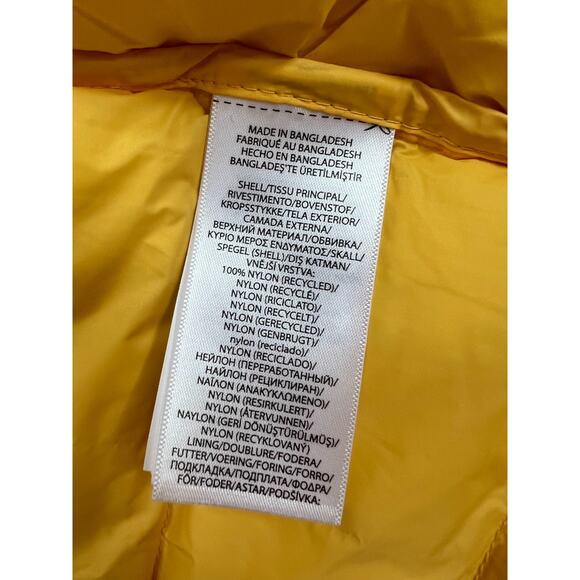 MADE IN BANGLADESH
FABRIQUÉ AU BANGLADESH
HECHO EN BANGLADESH
BANGLADEŞ'TE ÜRETİLMİŞTİR
SHELL/TISSU PRINCIPAL/
RIVESTIMENTO/BOVENSTOF/
KROPSSTYKKE/TELA EXTERIOR/
CAMADA EXTERNA/
ВЕРХНИЙ МАТЕРИАЛ/ОБВИВКА/
ΚΥΡΙΟ ΜΕΡΟΣ ΕΝΔΥΜΑΤΟΣ/SKALL/
SPEGEL (SHELL)/DIŞ KATMAN/
VNĚJŠÍ VRSTVA:
100% NYLON (RECYCLED)/
NYLON (RECYCLÉ)/
NYLON (RICICLATO)/
NYLON (RECYCELT)/
NYLON (GERECYCLED)/
NYLON (GENBRUGT)/
nylon (reciclado)/
NYLON (RECICLADO)/
НЕЙЛОН (ПЕРЕРАБОТАННЫЙ)/
НАЙЛОН (РЕЦИКЛИРАН)/
ΝΑΪΛΟΝ (ΑΝΑΚΥΚΛΩΜΕΝΟ)/
NYLON (RESIRKULERT)/
NYLON (ÅTERVUNNEN)/
NAYLON (GERİ DÖNÜŞTÜRÜLMÜŞ)/
NYLON (RECYKLOVANÝ)
LINING/DOUBLURE/FODERA/
FUTTER/VOERING/FORING/FORRO/
ПОДКЛАДКА/ПОДПЛАТА/ΦΟΔΡΑ/
FÔR/FODER/ASTAR/PODŠÍVKA: